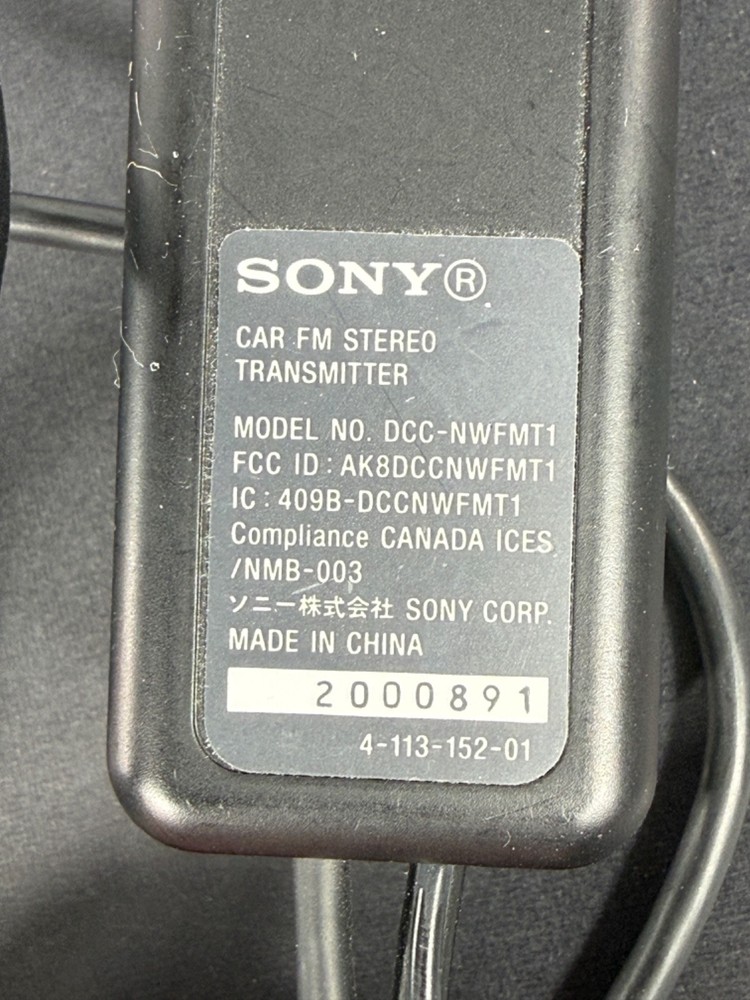 SONY®
CAR FM STEREO
TRANSMITTER
MODEL NO. DCC-NWFMT1
FCC ID : AK8DCCNWFMT1
IC : 409B-DCCNWFMT1
Compliance CANADA ICES
/NMB-003
ソニー株式会社 SONY CORP.
MADE IN CHINA
2000891
4-113-152-01